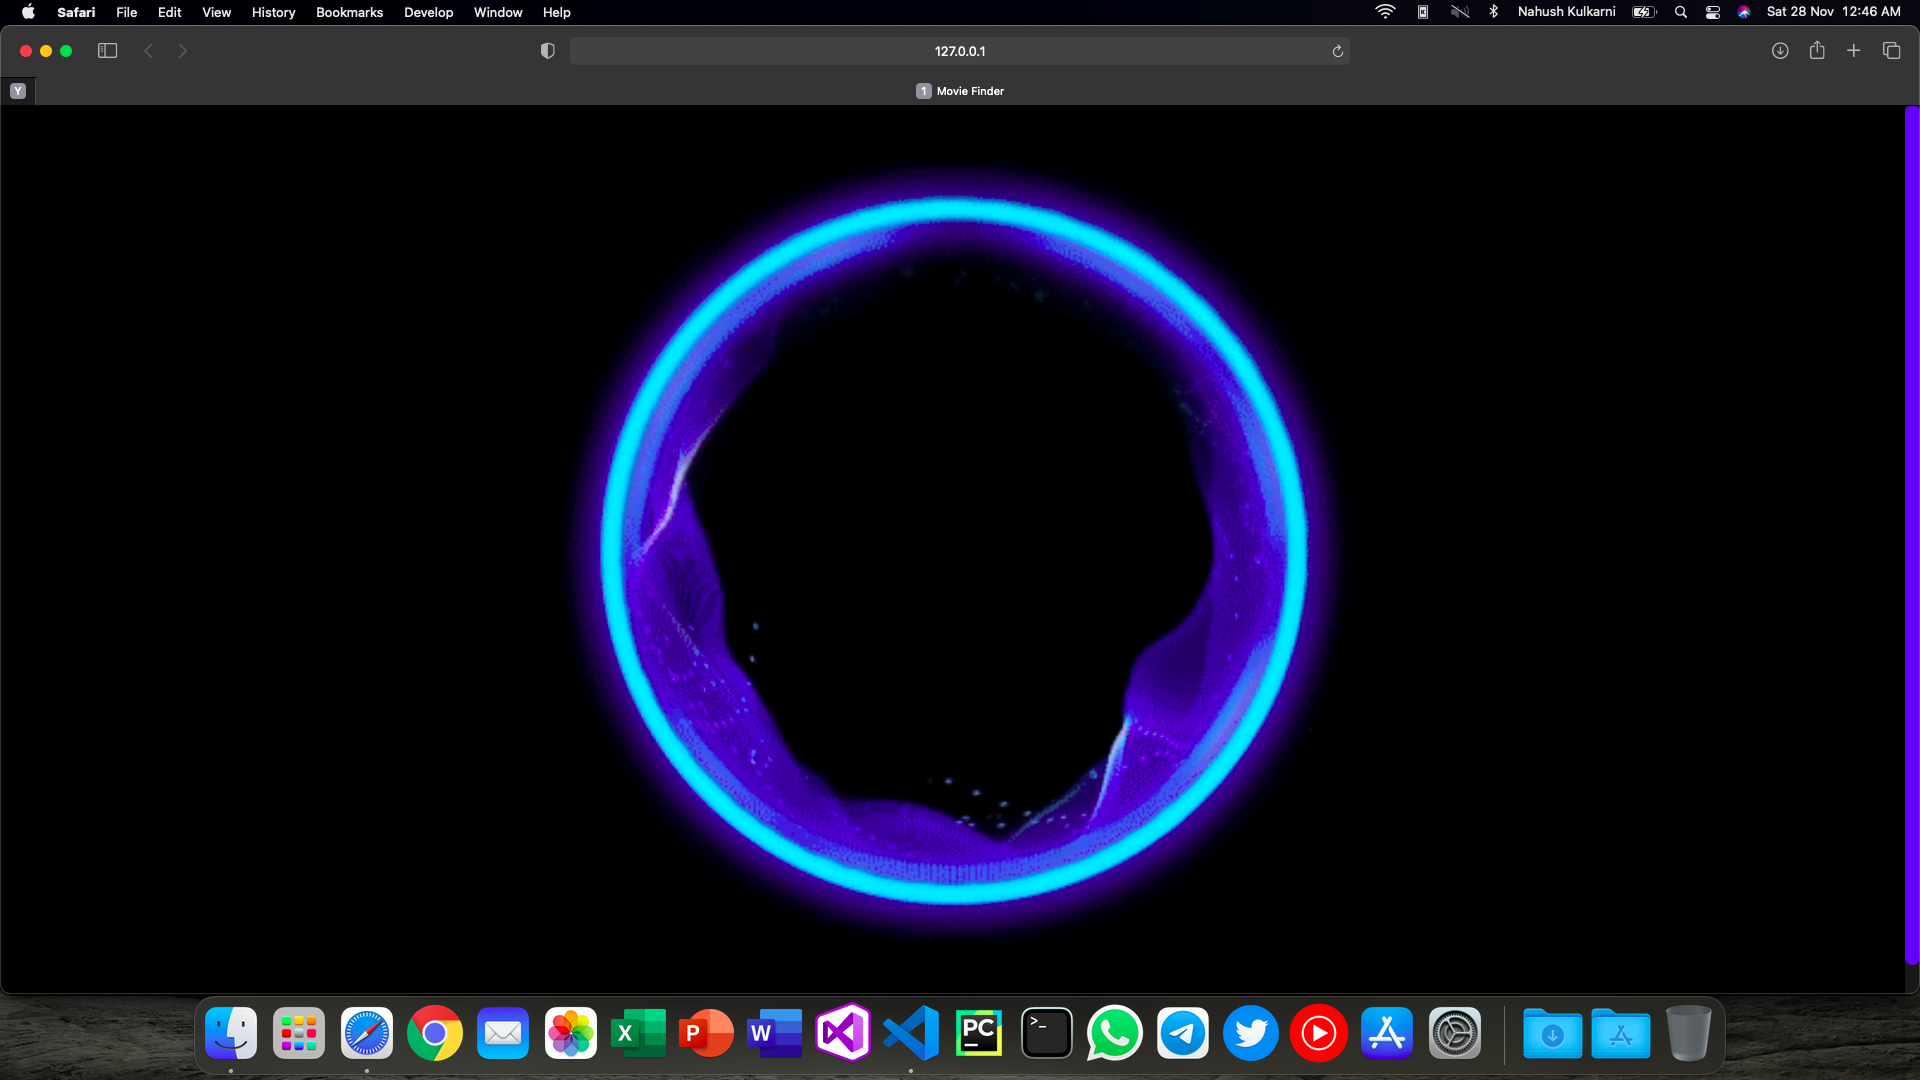 Safari File Edit View History Bookmarks Develop Window Help Nahush Kulkarni Sat 28 Nov 12:46 AM
127.0.0.1
Y 1 Movie Finder
X P W PC >_